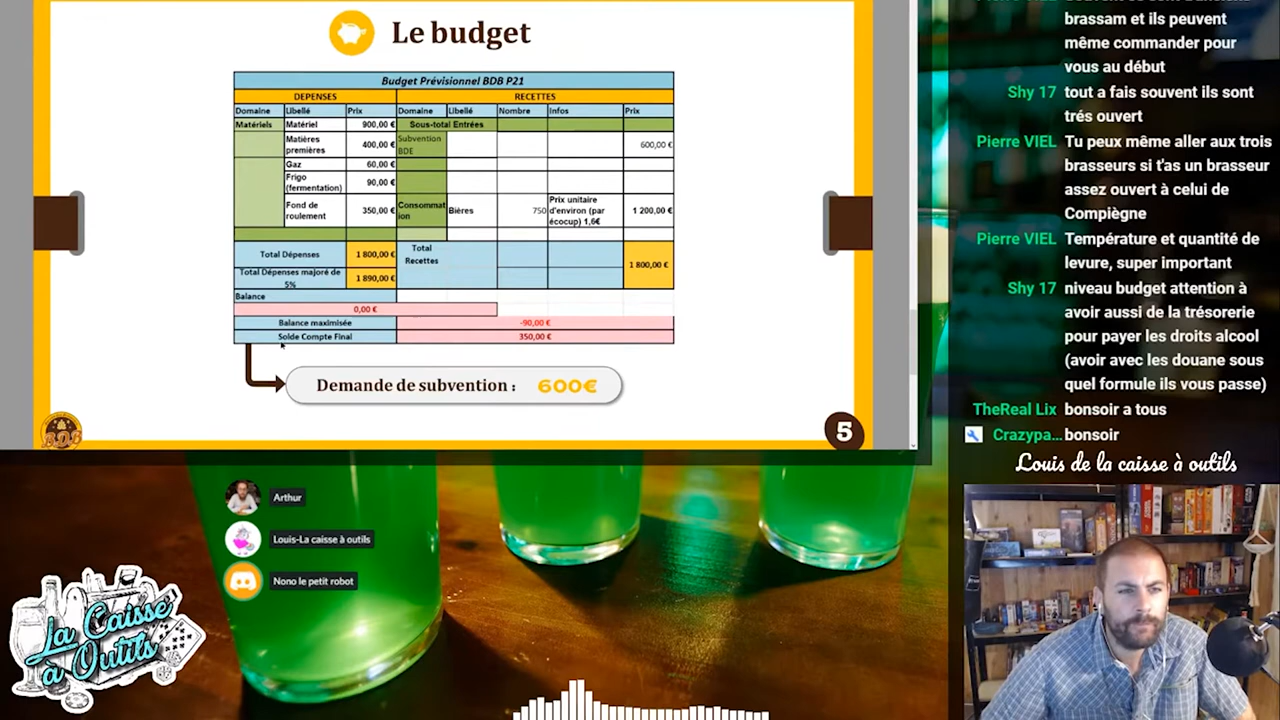 Le budget
Budget Prévisionnel BDB P21
DEPENSES RECETTES
Domaine Libellé Prix Domaine Libellé Nombre Infos Prix
Matériels Matériel 900,00 € Sous-total Entrées
Matières premières 400,00 € Subvention BDE 600,00 €
Gaz 60,00 €
Frigo (fermentation) 90,00 €
Fond de roulement 350,00 € Consommation Bières 750 Prix unitaire d'environ (par écocup) 1,6€ 1 200,00 €
Total Dépenses 1 800,00 € Total Recettes 1 800,00 €
Total Dépenses majoré de 5% 1 890,00 €
Balance
0,00 €
Balance maximisée -90,00 €
Solde Compte Final 350,00 €
Demande de subvention : 600€
BDB
5
brassam et ils peuvent
même commander pour
vous au début
Shy 17 tout a fais souvent ils sont
trés ouvert
Pierre VIEL Tu peux même aller aux trois
brasseurs si t'as un brasseur
assez ouvert à celui de
Compiègne
Pierre VIEL Température et quantité de
levure, super important
Shy 17 niveau budget attention à
avoir aussi de la trésorerie
pour payer les droits alcool
(avoir avec les douane sous
quel formule ils vous passe)
TheReal Lix bonsoir a tous
Crazypa... bonsoir
Louis de la caisse à outils
Arthur
Louis-La caisse à outils
Nono le petit robot
La Caisse
à Outils